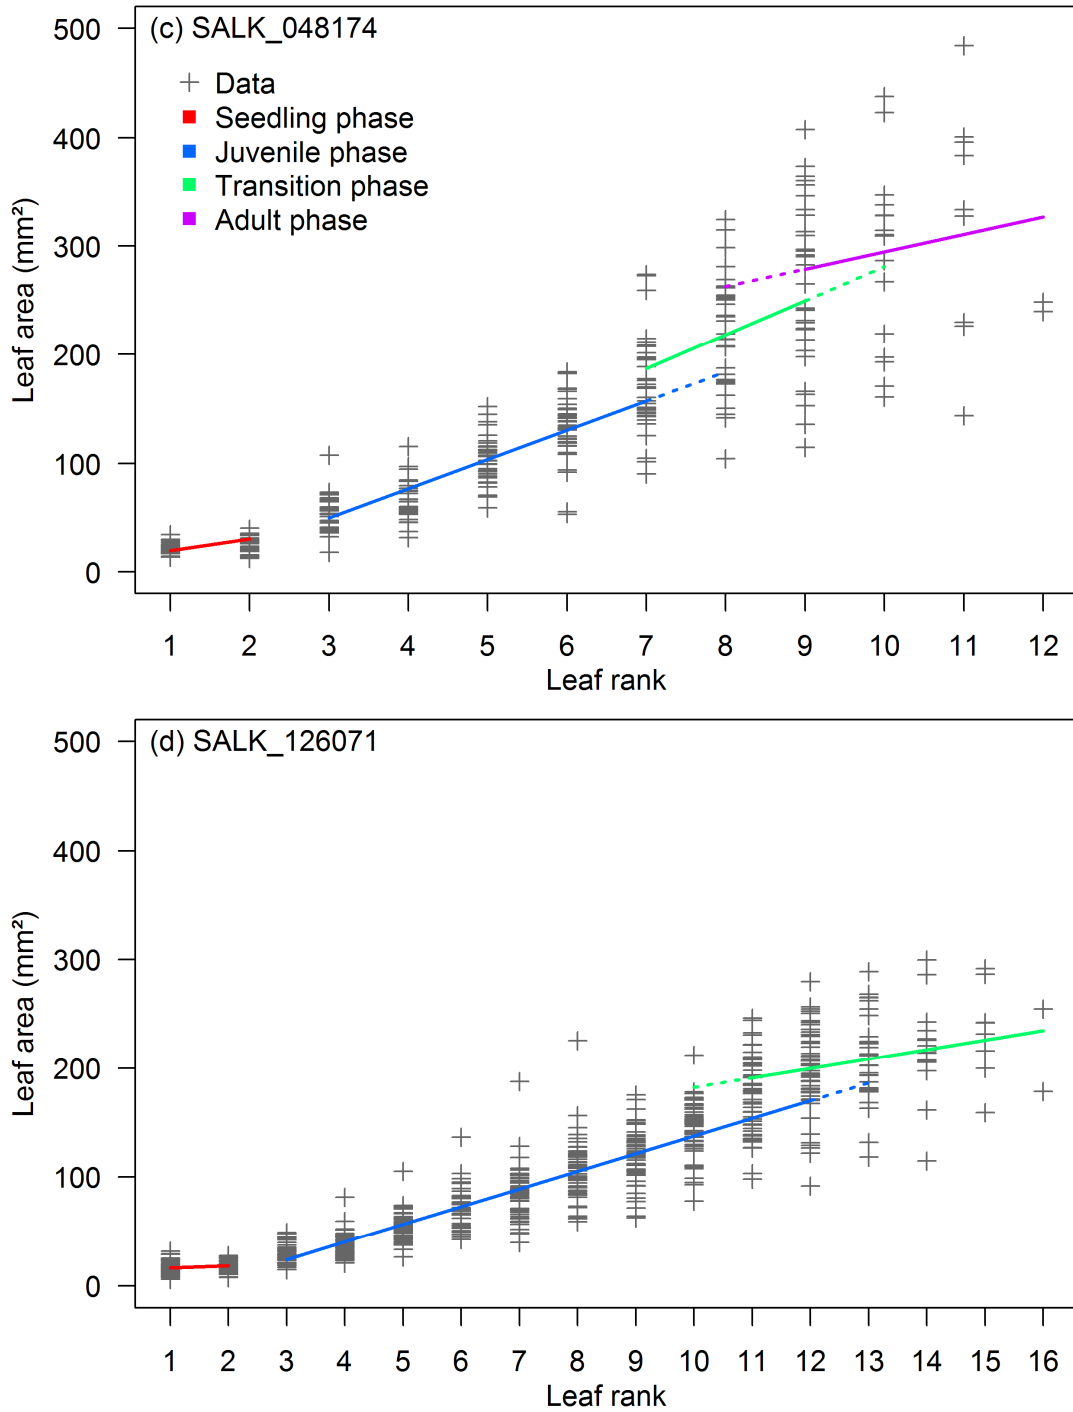 (c) SALK_048174
Data
Seedling phase
Juvenile phase
Transition phase
Adult phase
500
400
300
200
100
0
Leaf area (mm²)
1 2 3 4 5 6 7 8 9 10 11 12
Leaf rank
(d) SALK_126071
500
400
300
200
100
0
Leaf area (mm²)
1 2 3 4 5 6 7 8 9 10 11 12 13 14 15 16
Leaf rank